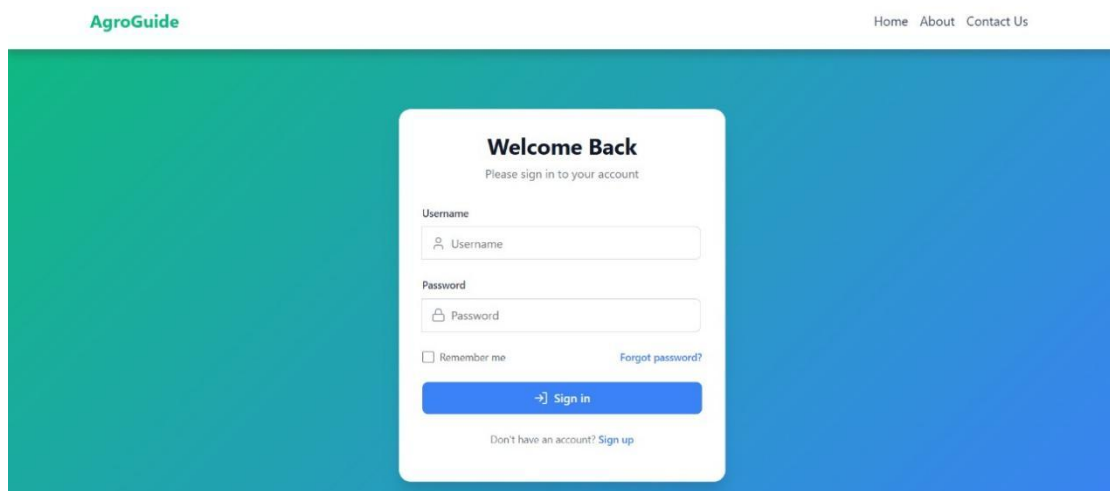 AgroGuide Home About Contact Us
Welcome Back
Please sign in to your account
Username
Username
Password
Password
Remember me Forgot password?
Sign in
Don't have an account? Sign up